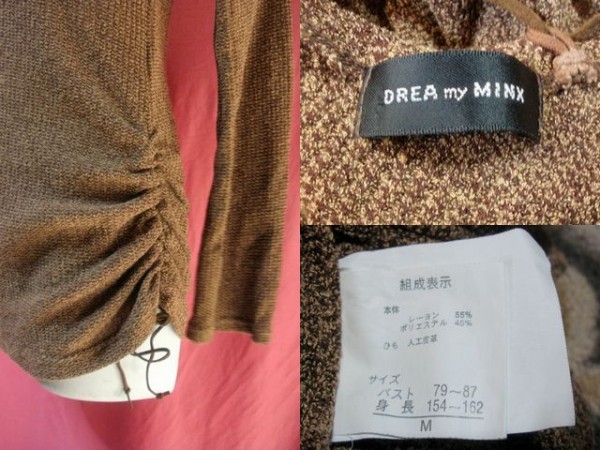 DREA my MINX
組成表示
本体
レーヨン 55%
ポリエステル 45%
ひも 人工皮革
サイズ
バスト 79~87
身長 154~162
M